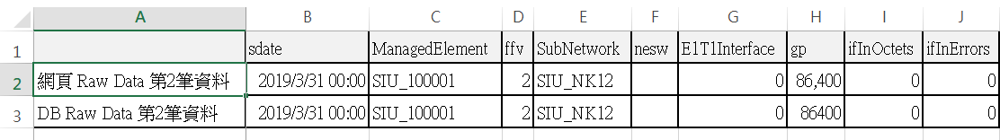 A B C D E F G H I J
1 sdate ManagedElement ffv SubNetwork nesw E1T1Interface gp ifInOctets ifInErrors
2 網頁 Raw Data 第2筆資料 2019/3/31 00:00 SIU_100001 2 SIU_NK12 0 86,400 0 0
3 DB Raw Data 第2筆資料 2019/3/31 00:00 SIU_100001 2 SIU_NK12 0 86400 0 0